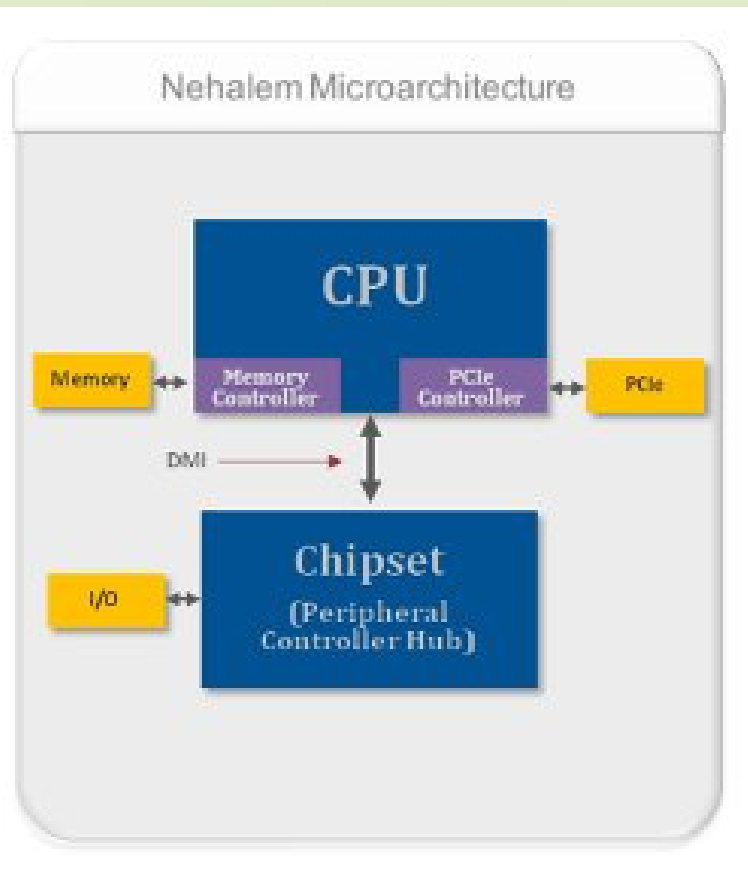 Nehalem Microarchitecture
CPU
Memory
Memory
Controller
PCIe
Controller
PCIe
DMI
Chipset
I/O
(Peripheral
Controller Hub)